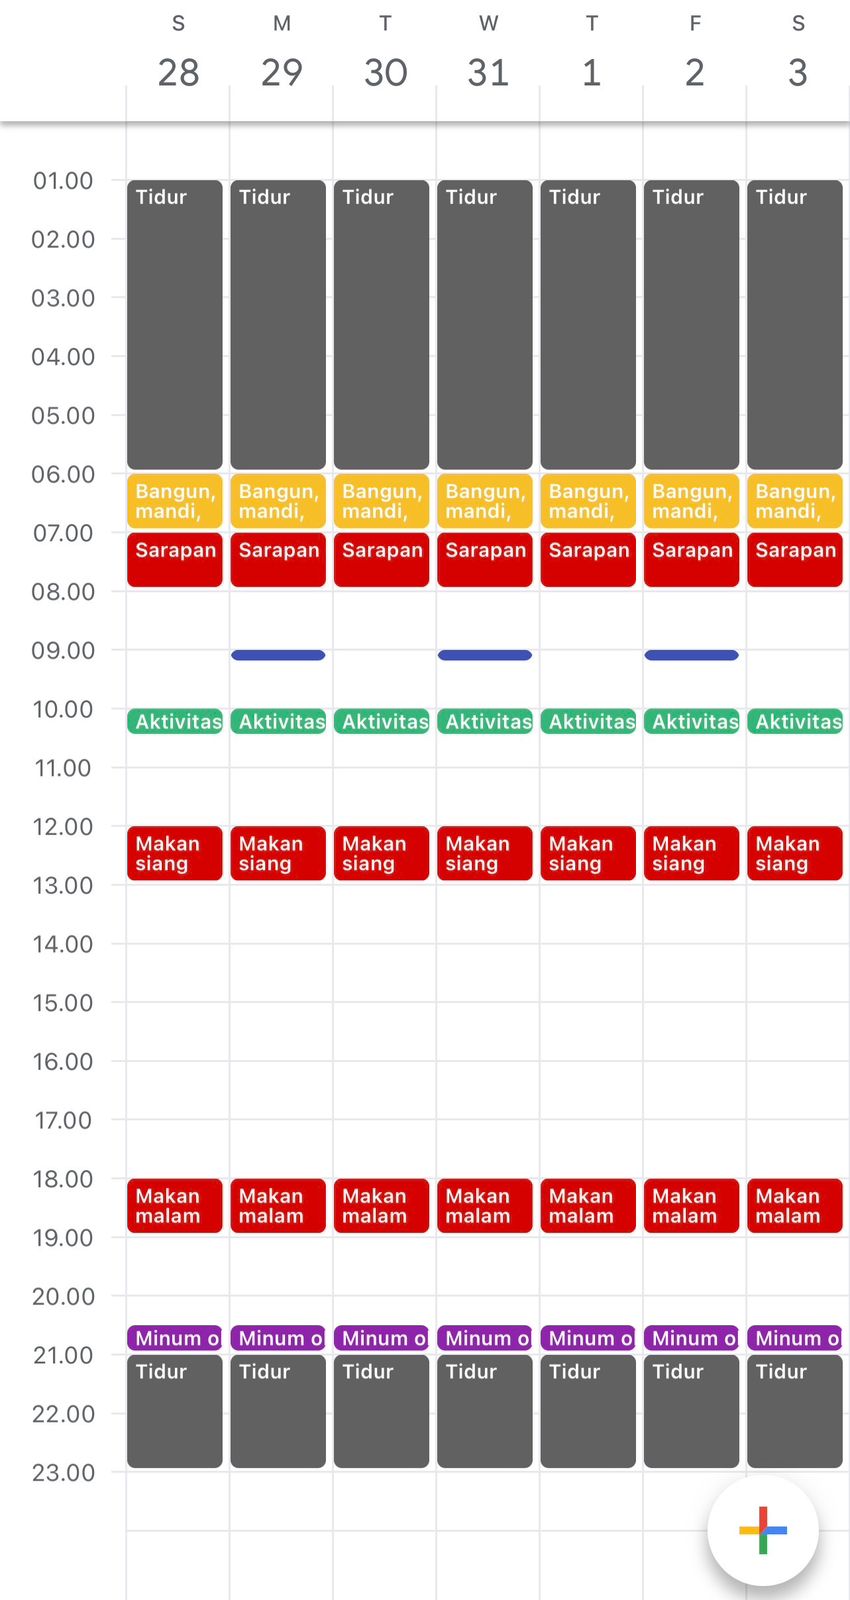 S M T W T F S
28 29 30 31 1 2 3
01.00
Tidur Tidur Tidur Tidur Tidur Tidur Tidur
02.00
03.00
04.00
05.00
06.00
Bangun, Bangun, Bangun, Bangun, Bangun, Bangun, Bangun,
mandi, mandi, mandi, mandi, mandi, mandi, mandi,
07.00
Sarapan Sarapan Sarapan Sarapan Sarapan Sarapan Sarapan
08.00
09.00
10.00
Aktivitas Aktivitas Aktivitas Aktivitas Aktivitas Aktivitas Aktivitas
11.00
12.00
Makan Makan Makan Makan Makan Makan Makan
siang siang siang siang siang siang siang
13.00
14.00
15.00
16.00
17.00
18.00
Makan Makan Makan Makan Makan Makan Makan
malam malam malam malam malam malam malam
19.00
20.00
Minum o Minum o Minum o Minum o Minum o Minum o Minum o
21.00
Tidur Tidur Tidur Tidur Tidur Tidur Tidur
22.00
23.00